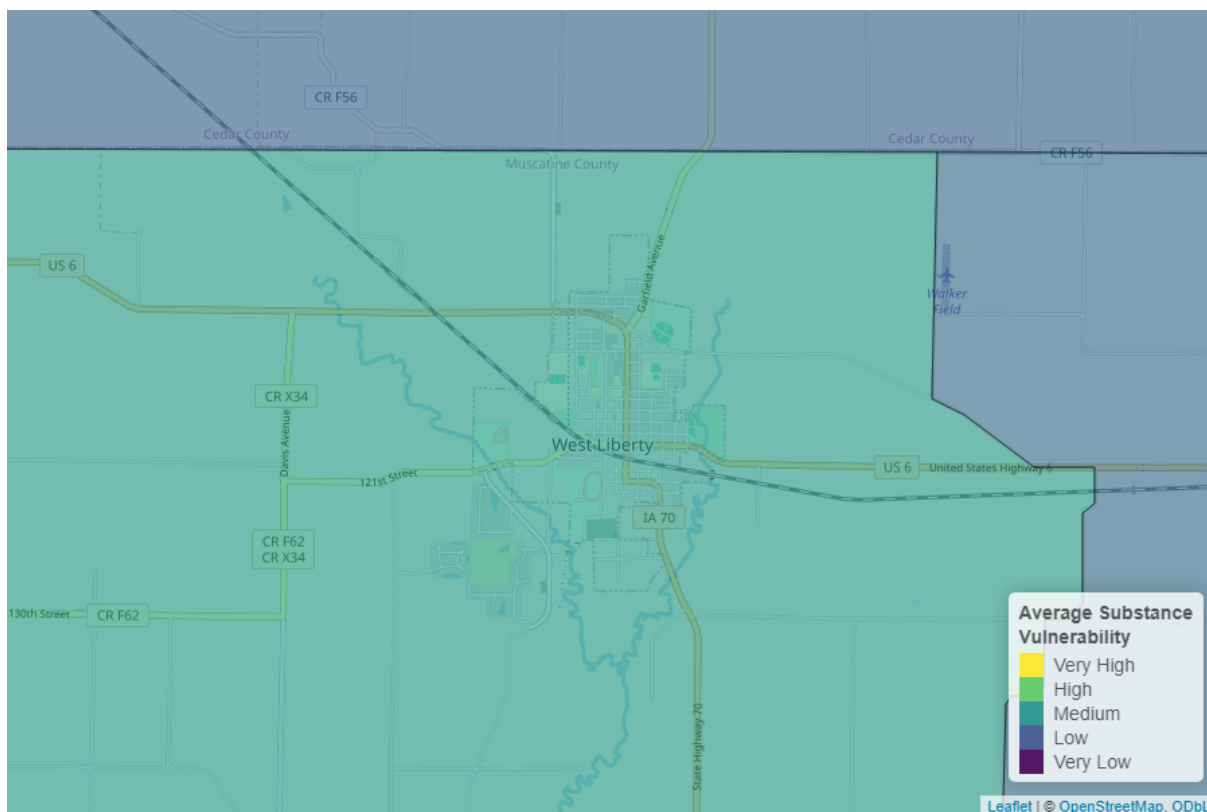 CR F56
Cedar County
Cedar County
CR F56
Muscatine County
US 6
Garfield Avenue
Walker
Field
CR X34
Davis Avenue
West Liberty
US 6
United States Highway 6
121st Street
IA 70
CR F62
CR X34
130th Street
CR F62
State Highway 70
Average Substance
Vulnerability
Very High
High
Medium
Low
Very Low
Leaflet | © OpenStreetMap, ODbL